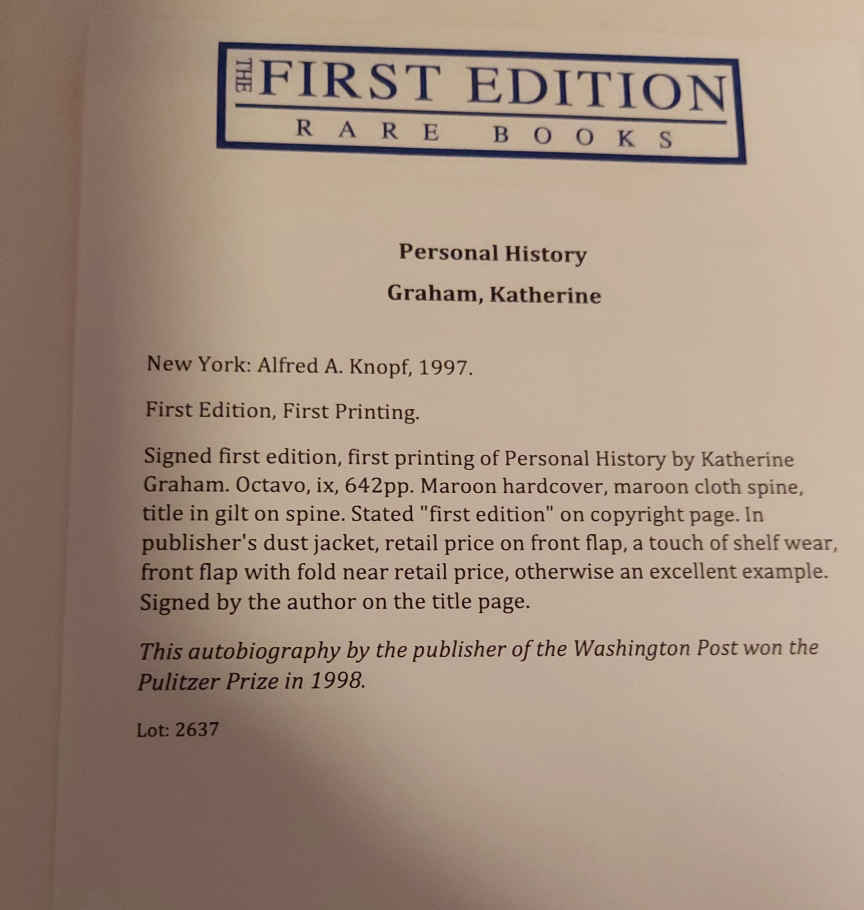 THE FIRST EDITION
RARE BOOKS
Personal History
Graham, Katherine
New York: Alfred A. Knopf, 1997.
First Edition, First Printing.
Signed first edition, first printing of Personal History by Katherine
Graham. Octavo, ix, 642pp. Maroon hardcover, maroon cloth spine,
title in gilt on spine. Stated "first edition" on copyright page. In
publisher's dust jacket, retail price on front flap, a touch of shelf wear,
front flap with fold near retail price, otherwise an excellent example.
Signed by the author on the title page.
This autobiography by the publisher of the Washington Post won the
Pulitzer Prize in 1998.
Lot: 2637